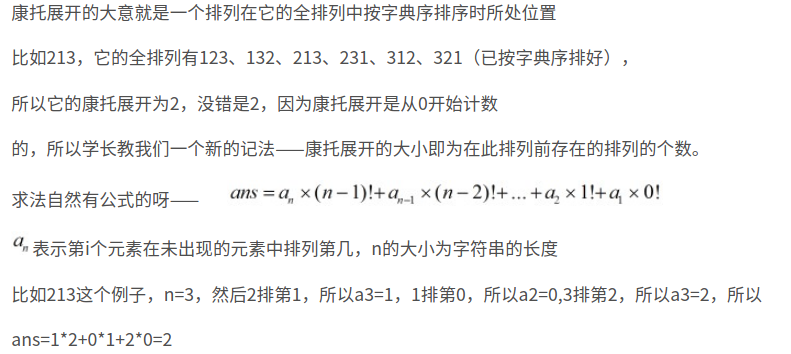 康托展开的大意就是一个排列在它的全排列中按字典序排序时所处位置
比如213，它的全排列有123、132、213、231、312、321（已按字典序排好），
所以它的康托展开为2，没错是2，因为康托展开是从0开始计数
的，所以学长教我们一个新的记法——康托展开的大小即为在此排列前存在的排列的个数。
求法自然有公式的呀—— ans = aₙ × (n − 1)!+ aₙ₋₁ × (n − 2)!+ ... + a₂ × 1!+ a₁ × 0!
aₙ 表示第i个元素在未出现的元素中排列第几，n的大小为字符串的长度
比如213这个例子，n=3，然后2排第1，所以a3=1，1排第0，所以a2=0,3排第2，所以a3=2，所以
ans=1*2+0*1+2*0=2